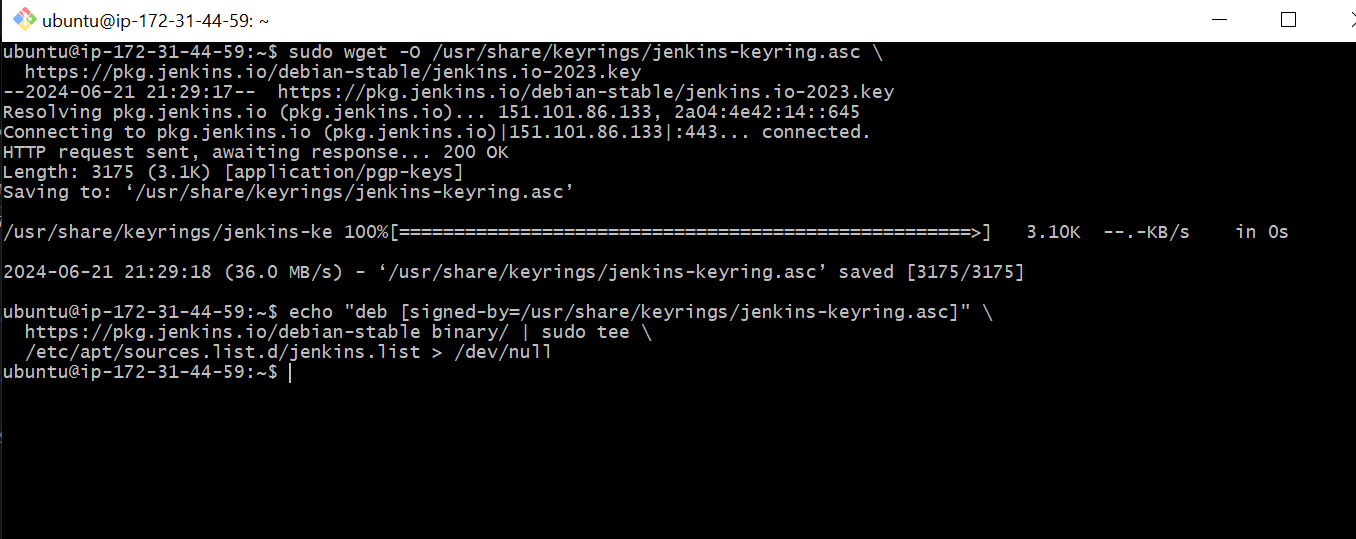 ubuntu@ip-172-31-44-59: ~
ubuntu@ip-172-31-44-59:~$ sudo wget -O /usr/share/keyrings/jenkins-keyring.asc \
  https://pkg.jenkins.io/debian-stable/jenkins.io-2023.key
--2024-06-21 21:29:17--  https://pkg.jenkins.io/debian-stable/jenkins.io-2023.key
Resolving pkg.jenkins.io (pkg.jenkins.io)... 151.101.86.133, 2a04:4e42:14::645
Connecting to pkg.jenkins.io (pkg.jenkins.io)|151.101.86.133|:443... connected.
HTTP request sent, awaiting response... 200 OK
Length: 3175 (3.1K) [application/pgp-keys]
Saving to: ‘/usr/share/keyrings/jenkins-keyring.asc’
/usr/share/keyrings/jenkins-ke 100%[====================================================>]   3.10K  --.-KB/s    in 0s
2024-06-21 21:29:18 (36.0 MB/s) - ‘/usr/share/keyrings/jenkins-keyring.asc’ saved [3175/3175]
ubuntu@ip-172-31-44-59:~$ echo "deb [signed-by=/usr/share/keyrings/jenkins-keyring.asc]" \
  https://pkg.jenkins.io/debian-stable binary/ | sudo tee \
  /etc/apt/sources.list.d/jenkins.list > /dev/null
ubuntu@ip-172-31-44-59:~$